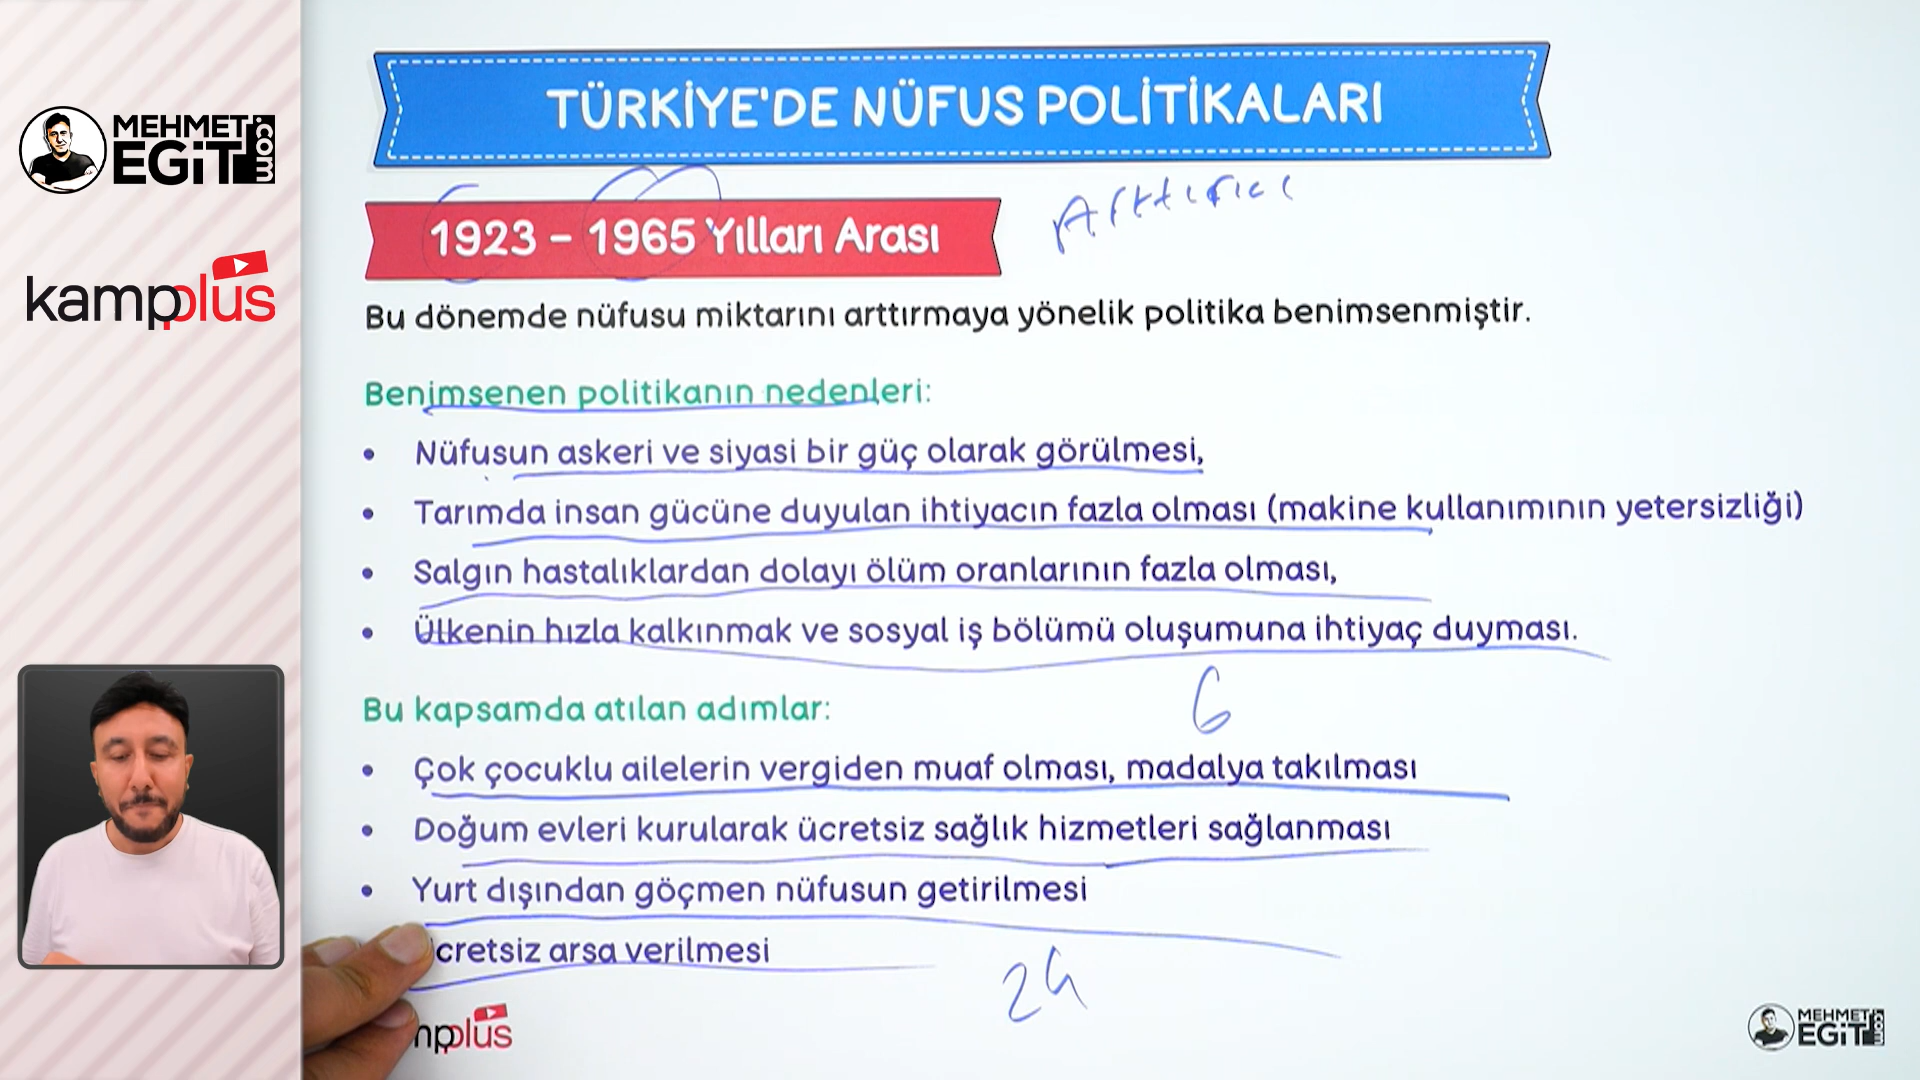 MEHMET
EGİT.com
kampplus
TÜRKİYE'DE NÜFUS POLİTİKALARI
1923 - 1965 Yılları Arası
Arttırıcı
Bu dönemde nüfusu miktarını arttırmaya yönelik politika benimsenmiştir.
Benimsenen politikanın nedenleri:
• Nüfusun askeri ve siyasi bir güç olarak görülmesi,
• Tarımda insan gücüne duyulan ihtiyacın fazla olması (makine kullanımının yetersizliği)
• Salgın hastalıklardan dolayı ölüm oranlarının fazla olması,
• Ülkenin hızla kalkınmak ve sosyal iş bölümü oluşumuna ihtiyaç duyması.
6
Bu kapsamda atılan adımlar:
• Çok çocuklu ailelerin vergiden muaf olması, madalya takılması
• Doğum evleri kurularak ücretsiz sağlık hizmetleri sağlanması
• Yurt dışından göçmen nüfusun getirilmesi
cretsiz arsa verilmesi
24
mpplus
MEHMET
EGİT.com